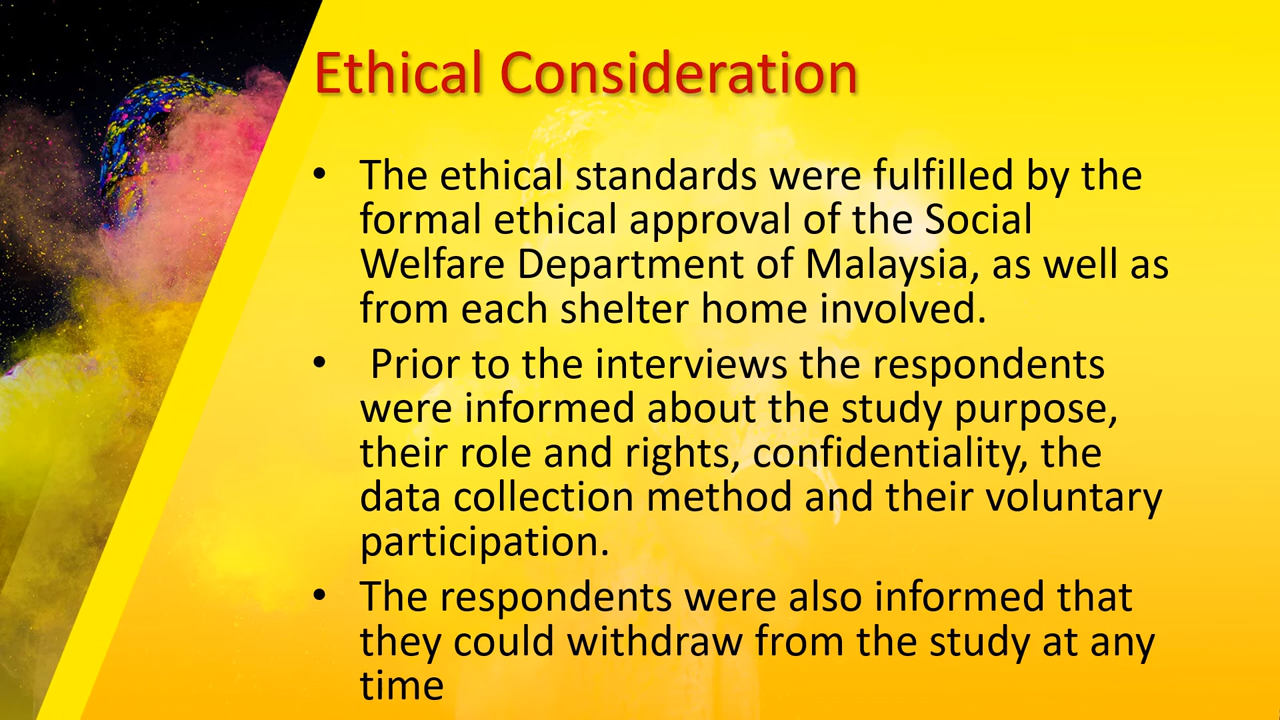 Ethical Consideration
• The ethical standards were fulfilled by the
formal ethical approval of the Social
Welfare Department of Malaysia, as well as
from each shelter home involved.
• Prior to the interviews the respondents
were informed about the study purpose,
their role and rights, confidentiality, the
data collection method and their voluntary
participation.
• The respondents were also informed that
they could withdraw from the study at any
time